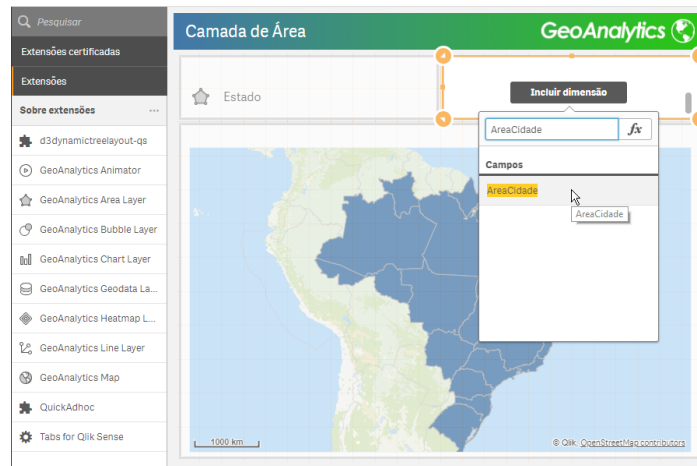 Pesquisar
Extensões certificadas
Extensões
Sobre extensões ...
d3dynamictreelayout-qs
GeoAnalytics Animator
GeoAnalytics Area Layer
GeoAnalytics Bubble Layer
GeoAnalytics Chart Layer
GeoAnalytics Geodata La...
GeoAnalytics Heatmap L...
GeoAnalytics Line Layer
GeoAnalytics Map
QuickAdhoc
Tabs for Qlik Sense
Camada de Área
GeoAnalytics
Estado
Incluir dimensão
AreaCidade
fx
Campos
AreaCidade
AreaCidade
1000 km
© Qlik, OpenStreetMap contributors